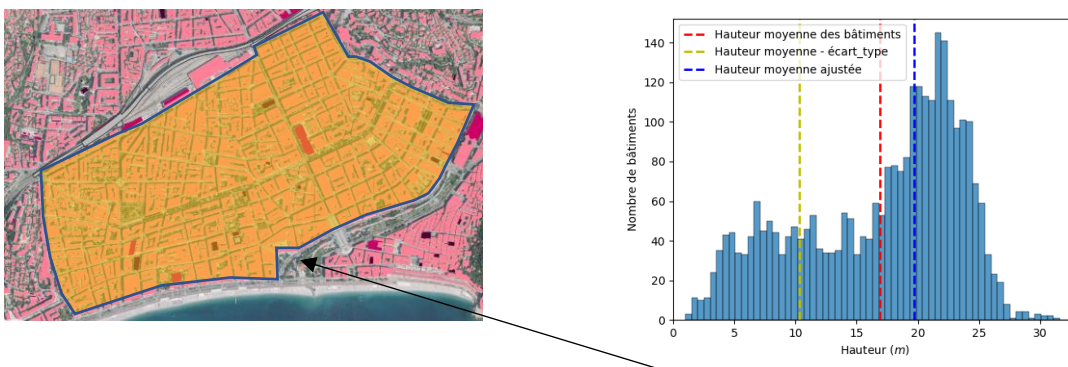 Hauteur moyenne des bâtiments
Hauteur moyenne - écart_type
Hauteur moyenne ajustée
Nombre de bâtiments
140
120
100
80
60
40
20
0
0 5 10 15 20 25 30
Hauteur (m)